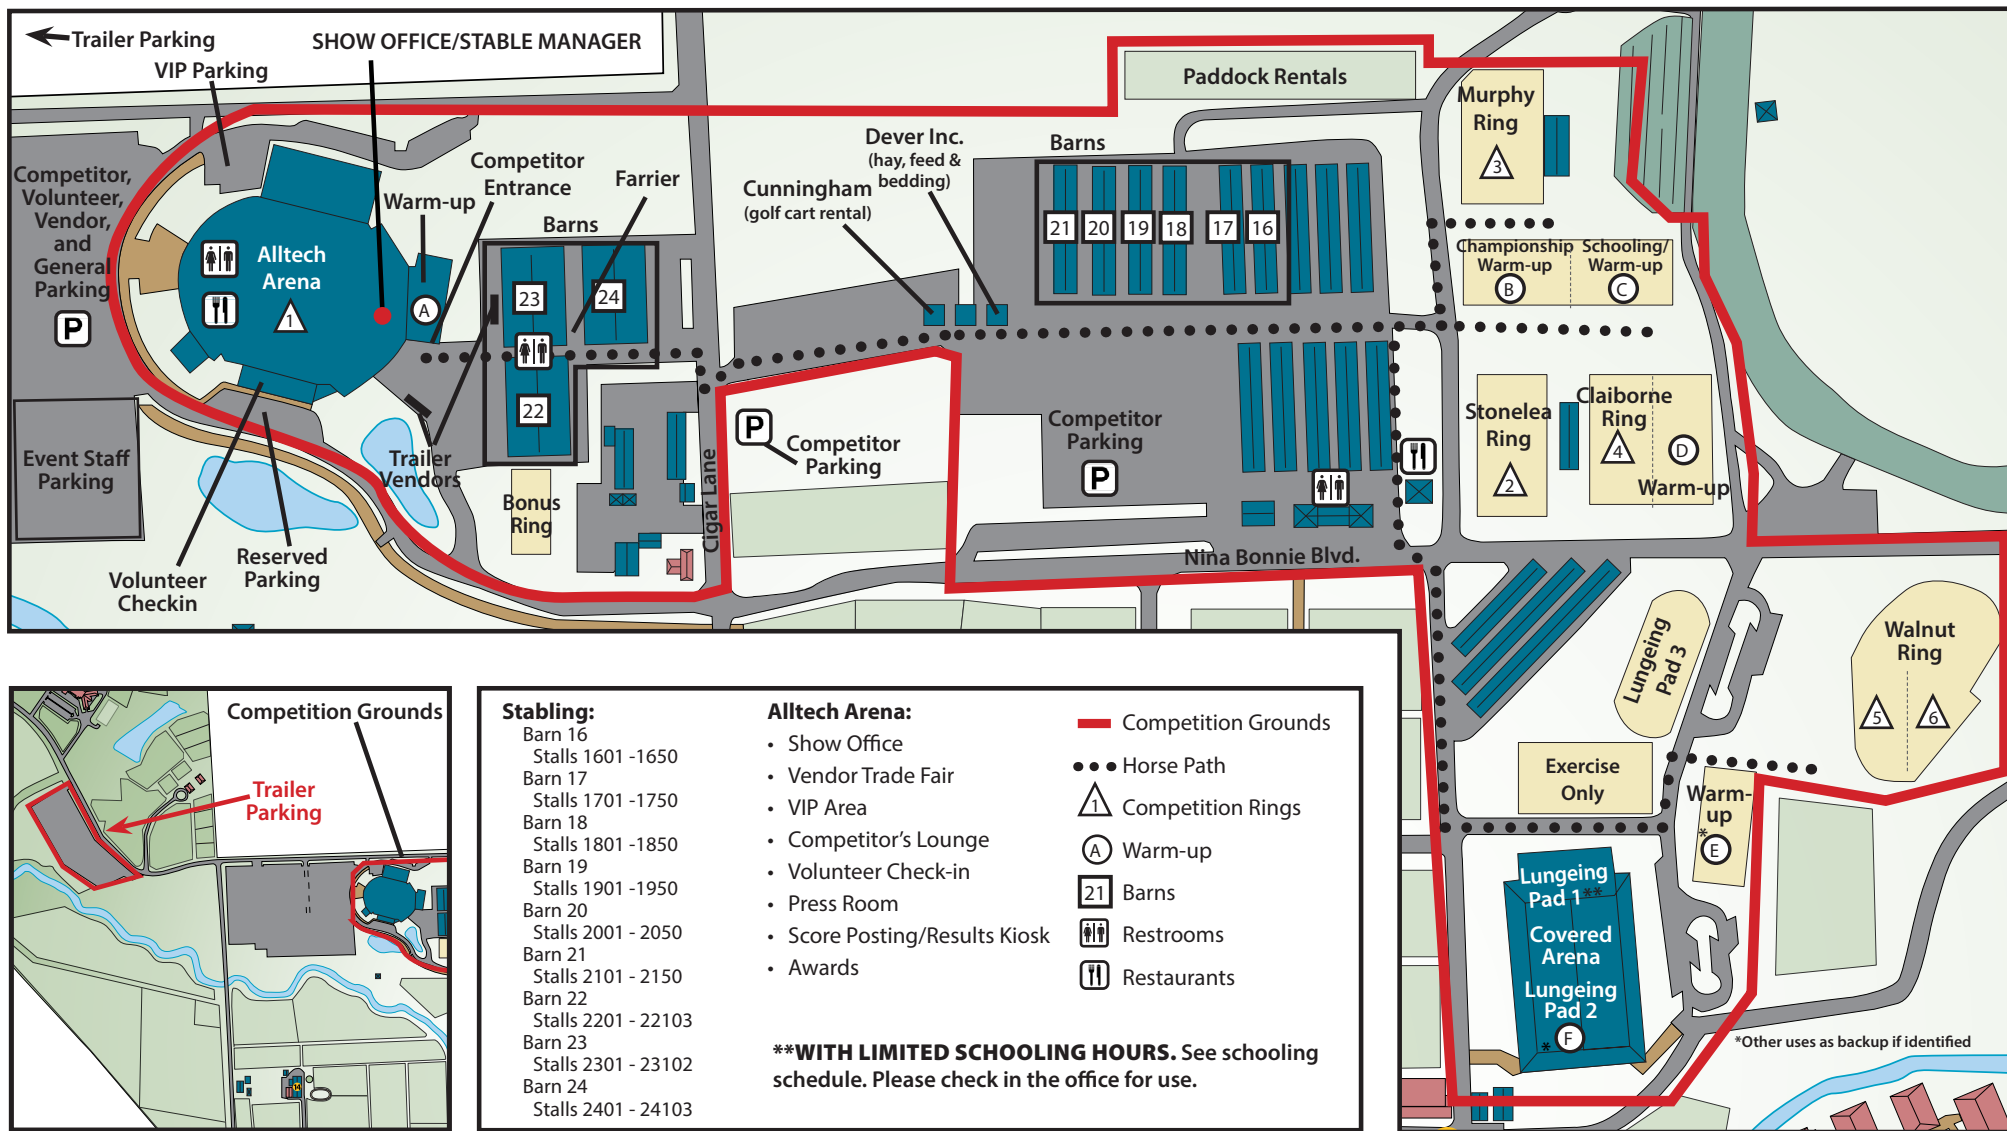 Trailer Parking
VIP Parking
SHOW OFFICE/STABLE MANAGER
Competitor,
Volunteer,
Vendor,
and
General
Parking
P
Alltech
Arena
1
Warm-up
A
Competitor
Entrance
Farrier
Barns
23
24
22
Trailer
Vendors
Bonus
Ring
Event Staff
Parking
Volunteer
Checkin
Reserved
Parking
Cigar Lane
Cunningham
(golf cart rental)
Dever Inc.
(hay, feed &
bedding)
Barns
21
20
19
18
17
16
Paddock Rentals
P
Competitor
Parking
Competitor
Parking
P
Nina Bonnie Blvd.
Murphy
Ring
3
Championship
Warm-up
B
Schooling/
Warm-up
C
Stonelea
Ring
2
Claiborne
Ring
4
D
Warm-up
Lungeing
Pad 3
Walnut
Ring
5
6
Exercise
Only
Warm-
up
*
E
Lungeing
Pad 1
**
Covered
Arena
Lungeing
Pad 2
*
F
*Other uses as backup if identified
Competition Grounds
Trailer
Parking
14
Stabling:
Barn 16
Stalls 1601 -1650
Barn 17
Stalls 1701 -1750
Barn 18
Stalls 1801 -1850
Barn 19
Stalls 1901 -1950
Barn 20
Stalls 2001 - 2050
Barn 21
Stalls 2101 - 2150
Barn 22
Stalls 2201 - 22103
Barn 23
Stalls 2301 - 23102
Barn 24
Stalls 2401 - 24103
Alltech Arena:
• Show Office
• Vendor Trade Fair
• VIP Area
• Competitor’s Lounge
• Volunteer Check-in
• Press Room
• Score Posting/Results Kiosk
• Awards
Competition Grounds
Horse Path
1 Competition Rings
A Warm-up
21 Barns
Restrooms
Restaurants
**WITH LIMITED SCHOOLING HOURS. See schooling
schedule. Please check in the office for use.